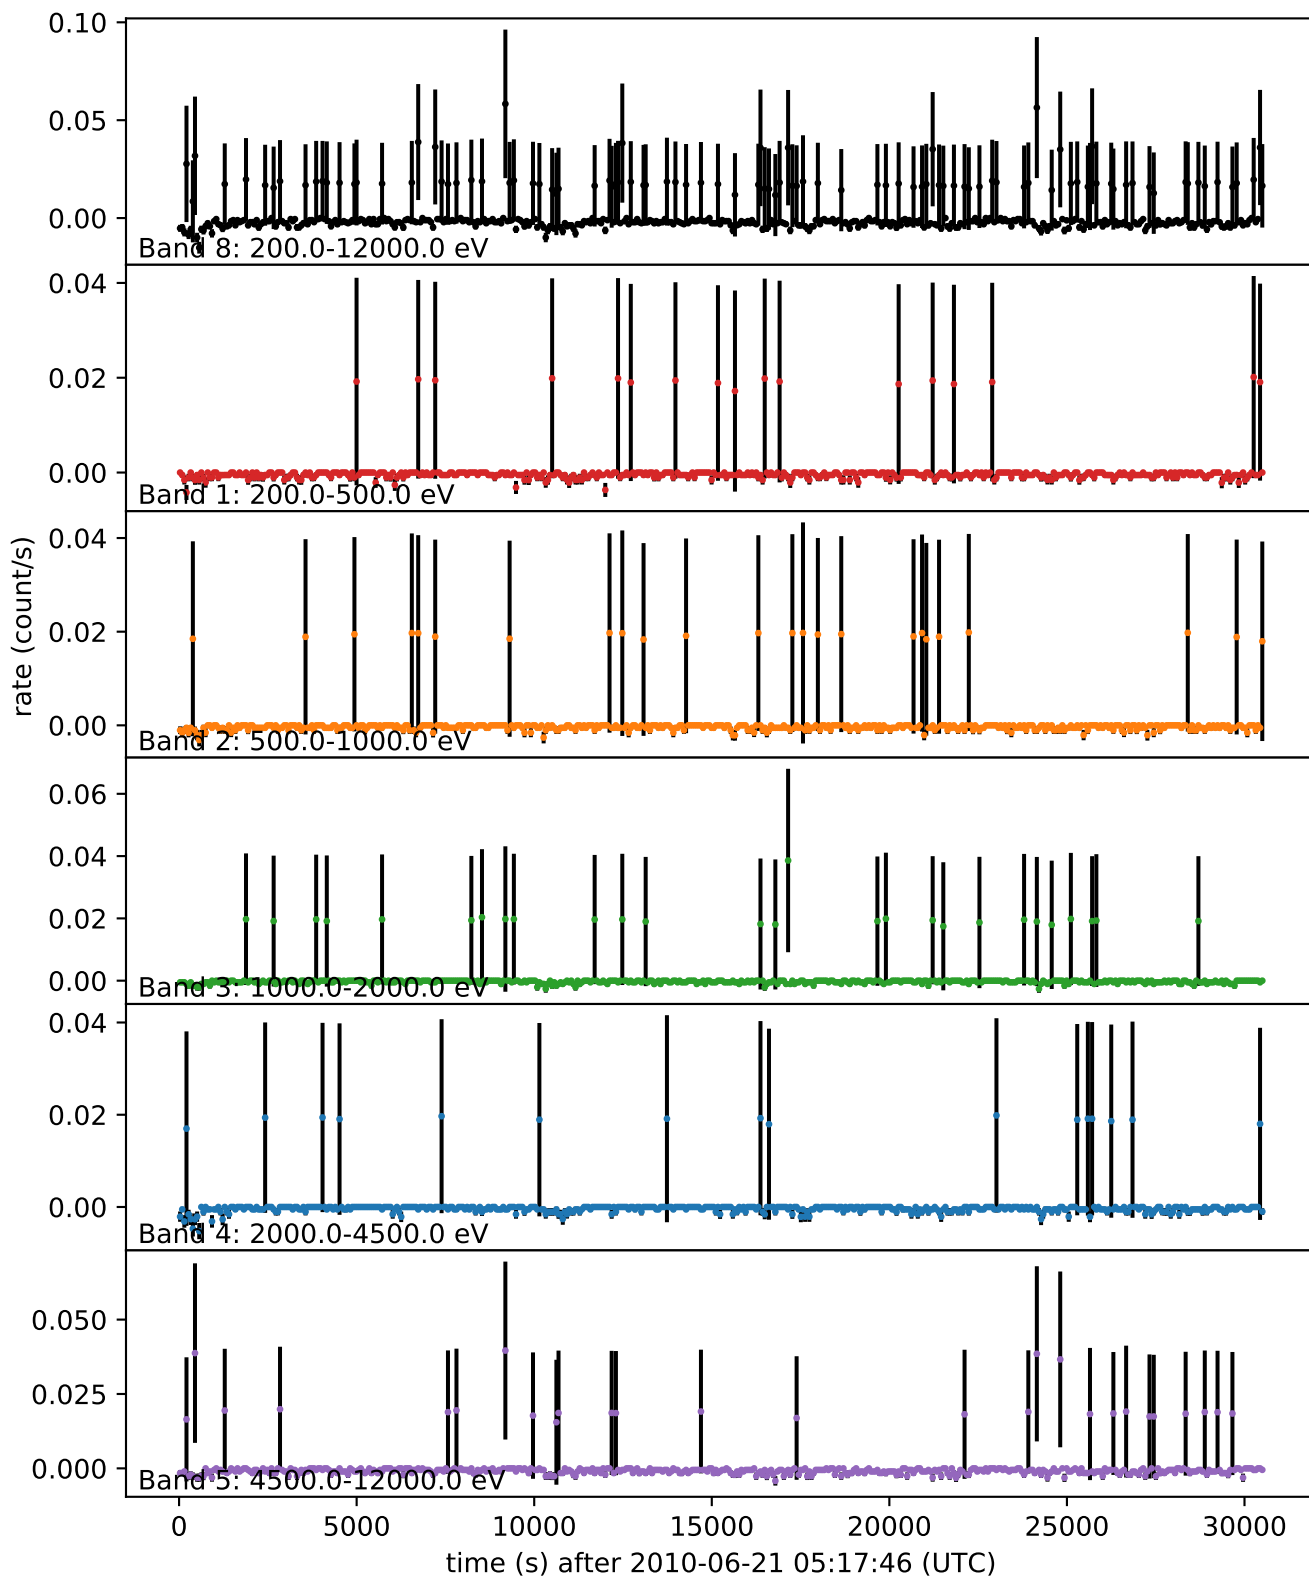 0.10
0.05
0.00
Band 8: 200.0-12000.0 eV
0.04
0.02
0.00
Band 1: 200.0-500.0 eV
0.04
0.02
0.00
Band 2: 500.0-1000.0 eV
rate (count/s)
0.06
0.04
0.02
0.00
Band 3: 1000.0-2000.0 eV
0.04
0.02
0.00
Band 4: 2000.0-4500.0 eV
0.050
0.025
0.000
Band 5: 4500.0-12000.0 eV
0 5000 10000 15000 20000 25000 30000
time (s) after 2010-06-21 05:17:46 (UTC)